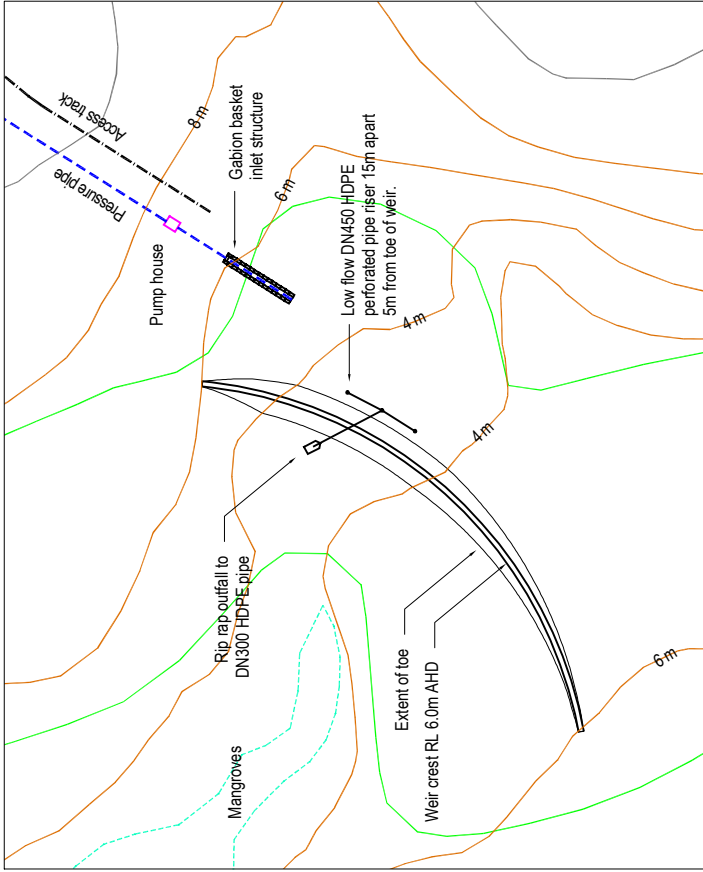 Access track
Pressure pipe
8 m
Gabion basket
inlet structure
6 m
Pump house
Low flow DN450 HDPE
perforated pipe riser 15m apart
5m from toe of weir.
4 m
4 m
Rip rap outfall to
DN300 HDPE pipe
Extent of toe
Weir crest RL 6.0m AHD
Mangroves
6 m